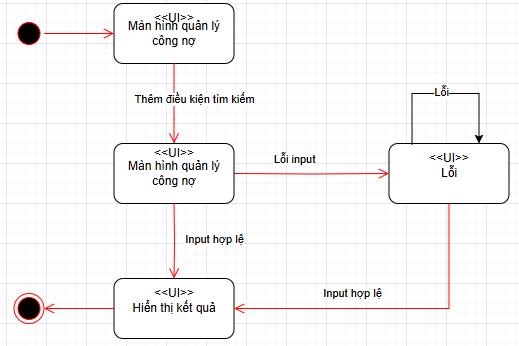 <<UI>>
Màn hình quản lý
công nợ
Lỗi
Thêm điều kiện tìm kiếm
<<UI>>
Màn hình quản lý
công nợ
Lỗi input
<<UI>>
Lỗi
Input hợp lệ
<<UI>>
Hiển thị kết quả
Input hợp lệ